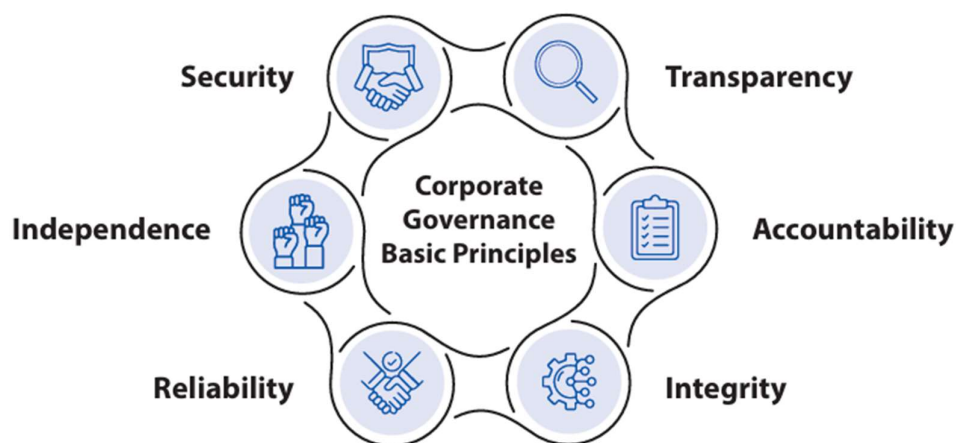 Security
Transparency
Corporate
Governance
Basic Principles
Independence
Accountability
Reliability
Integrity